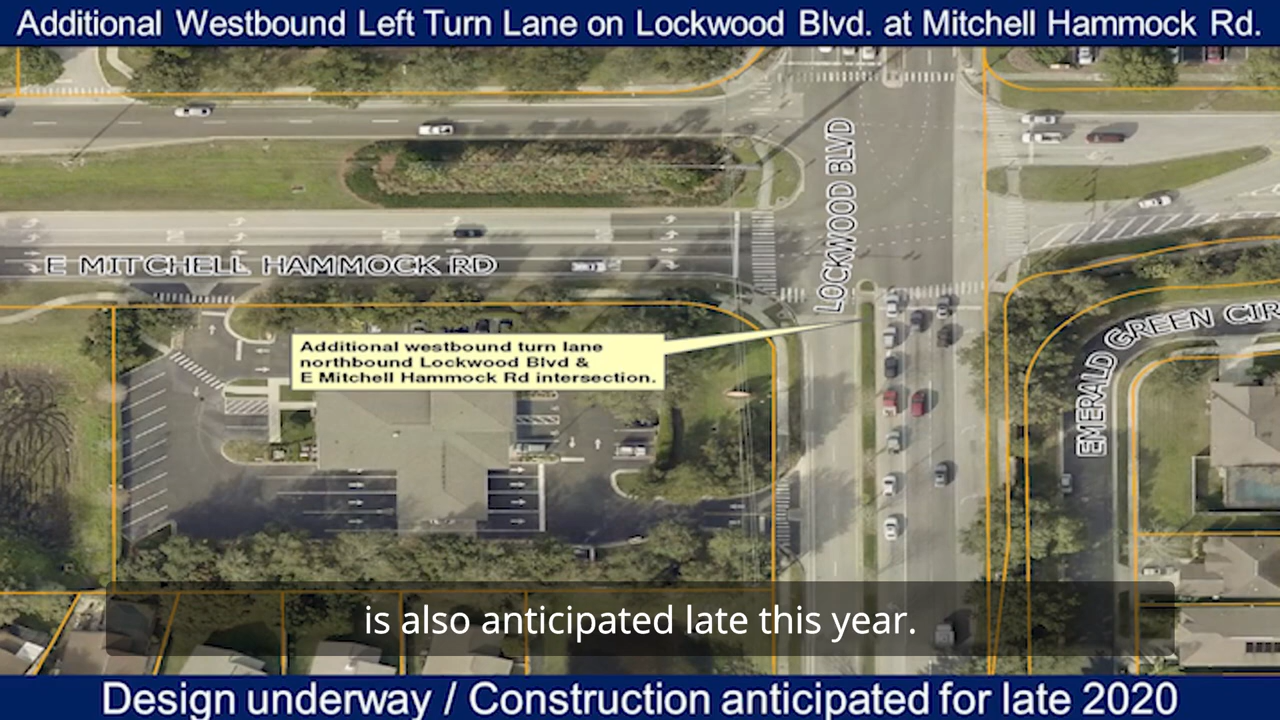 Additional Westbound Left Turn Lane on Lockwood Blvd. at Mitchell Hammock Rd.
LOCKWOOD BLVD
E MITCHELL HAMMOCK RD
EMERALD GREEN CIR
Additional westbound turn lane
northbound Lockwood Blvd &
E Mitchell Hammock Rd intersection.
is also anticipated late this year.
Design underway / Construction anticipated for late 2020